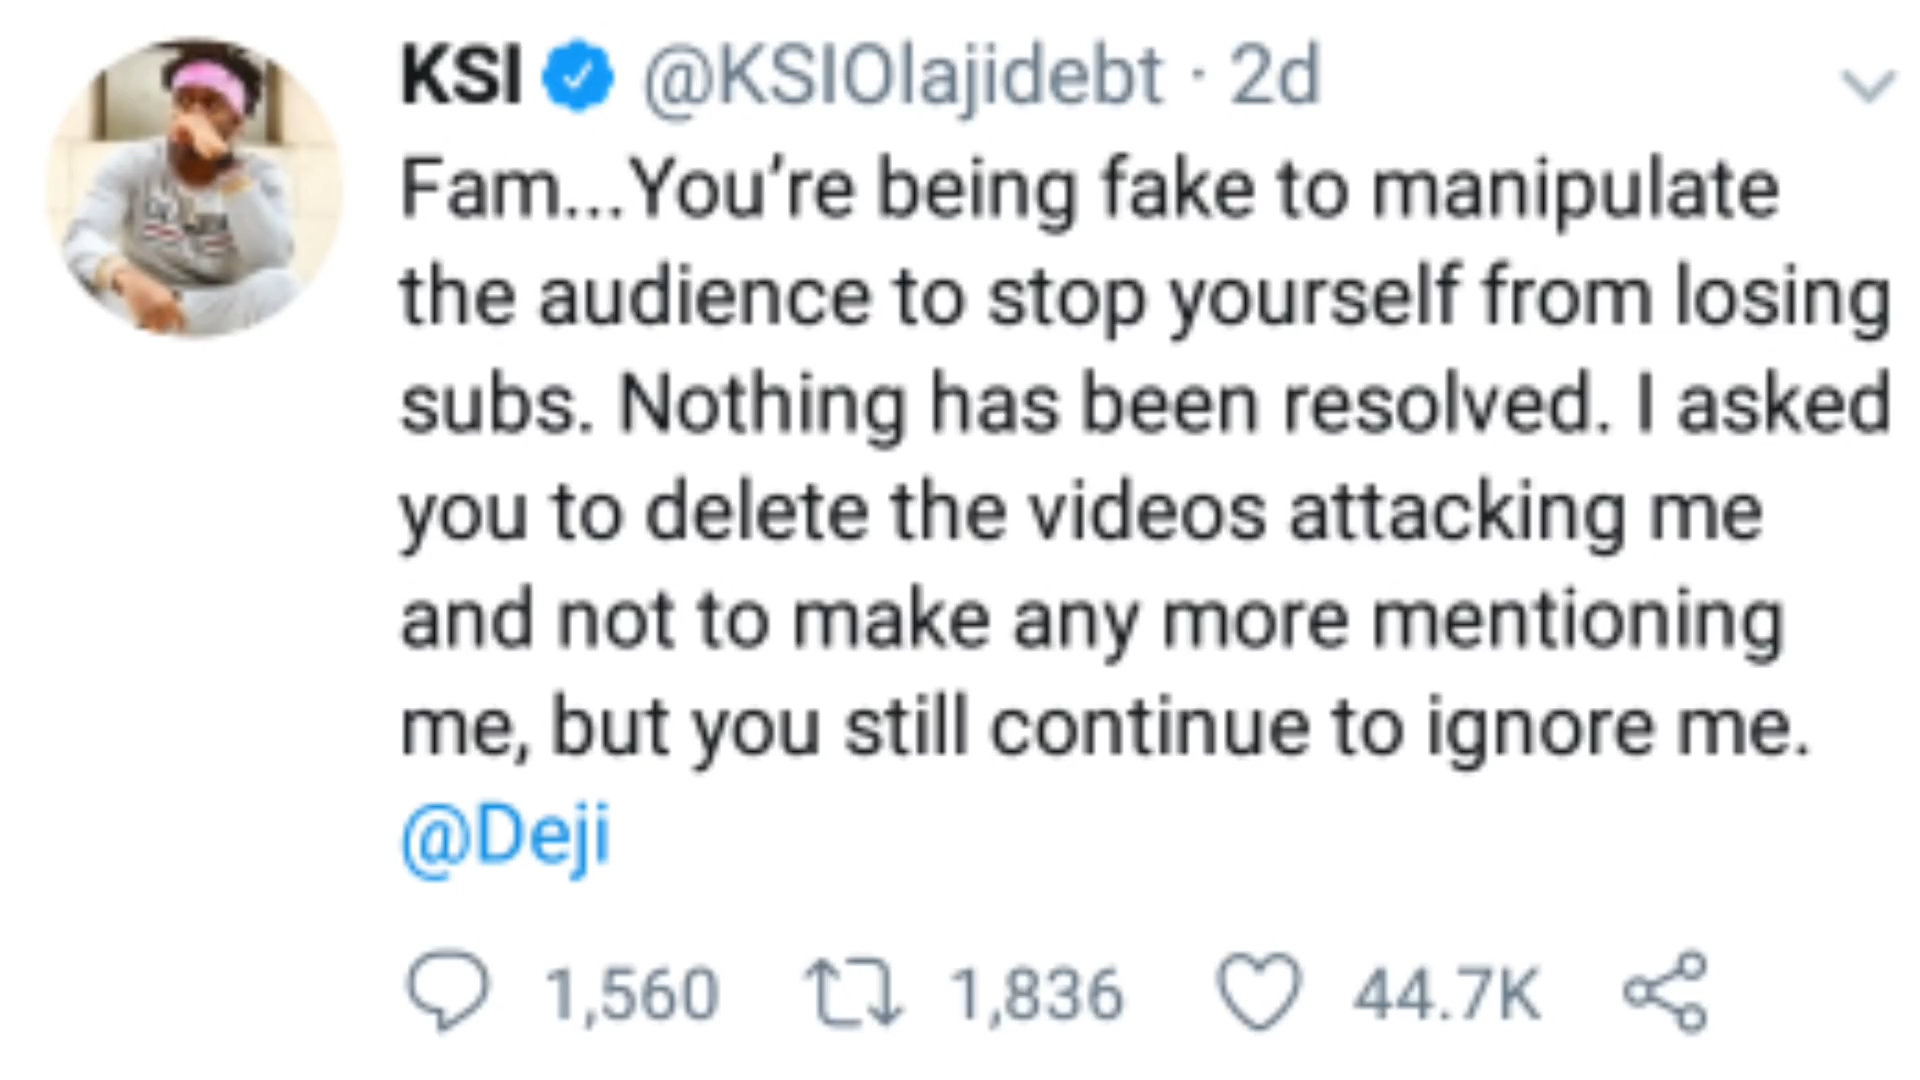 KSI @KSIOlajidebt · 2d
Fam...You’re being fake to manipulate
the audience to stop yourself from losing
subs. Nothing has been resolved. I asked
you to delete the videos attacking me
and not to make any more mentioning
me, but you still continue to ignore me.
@Deji
1,560 1,836 44.7K